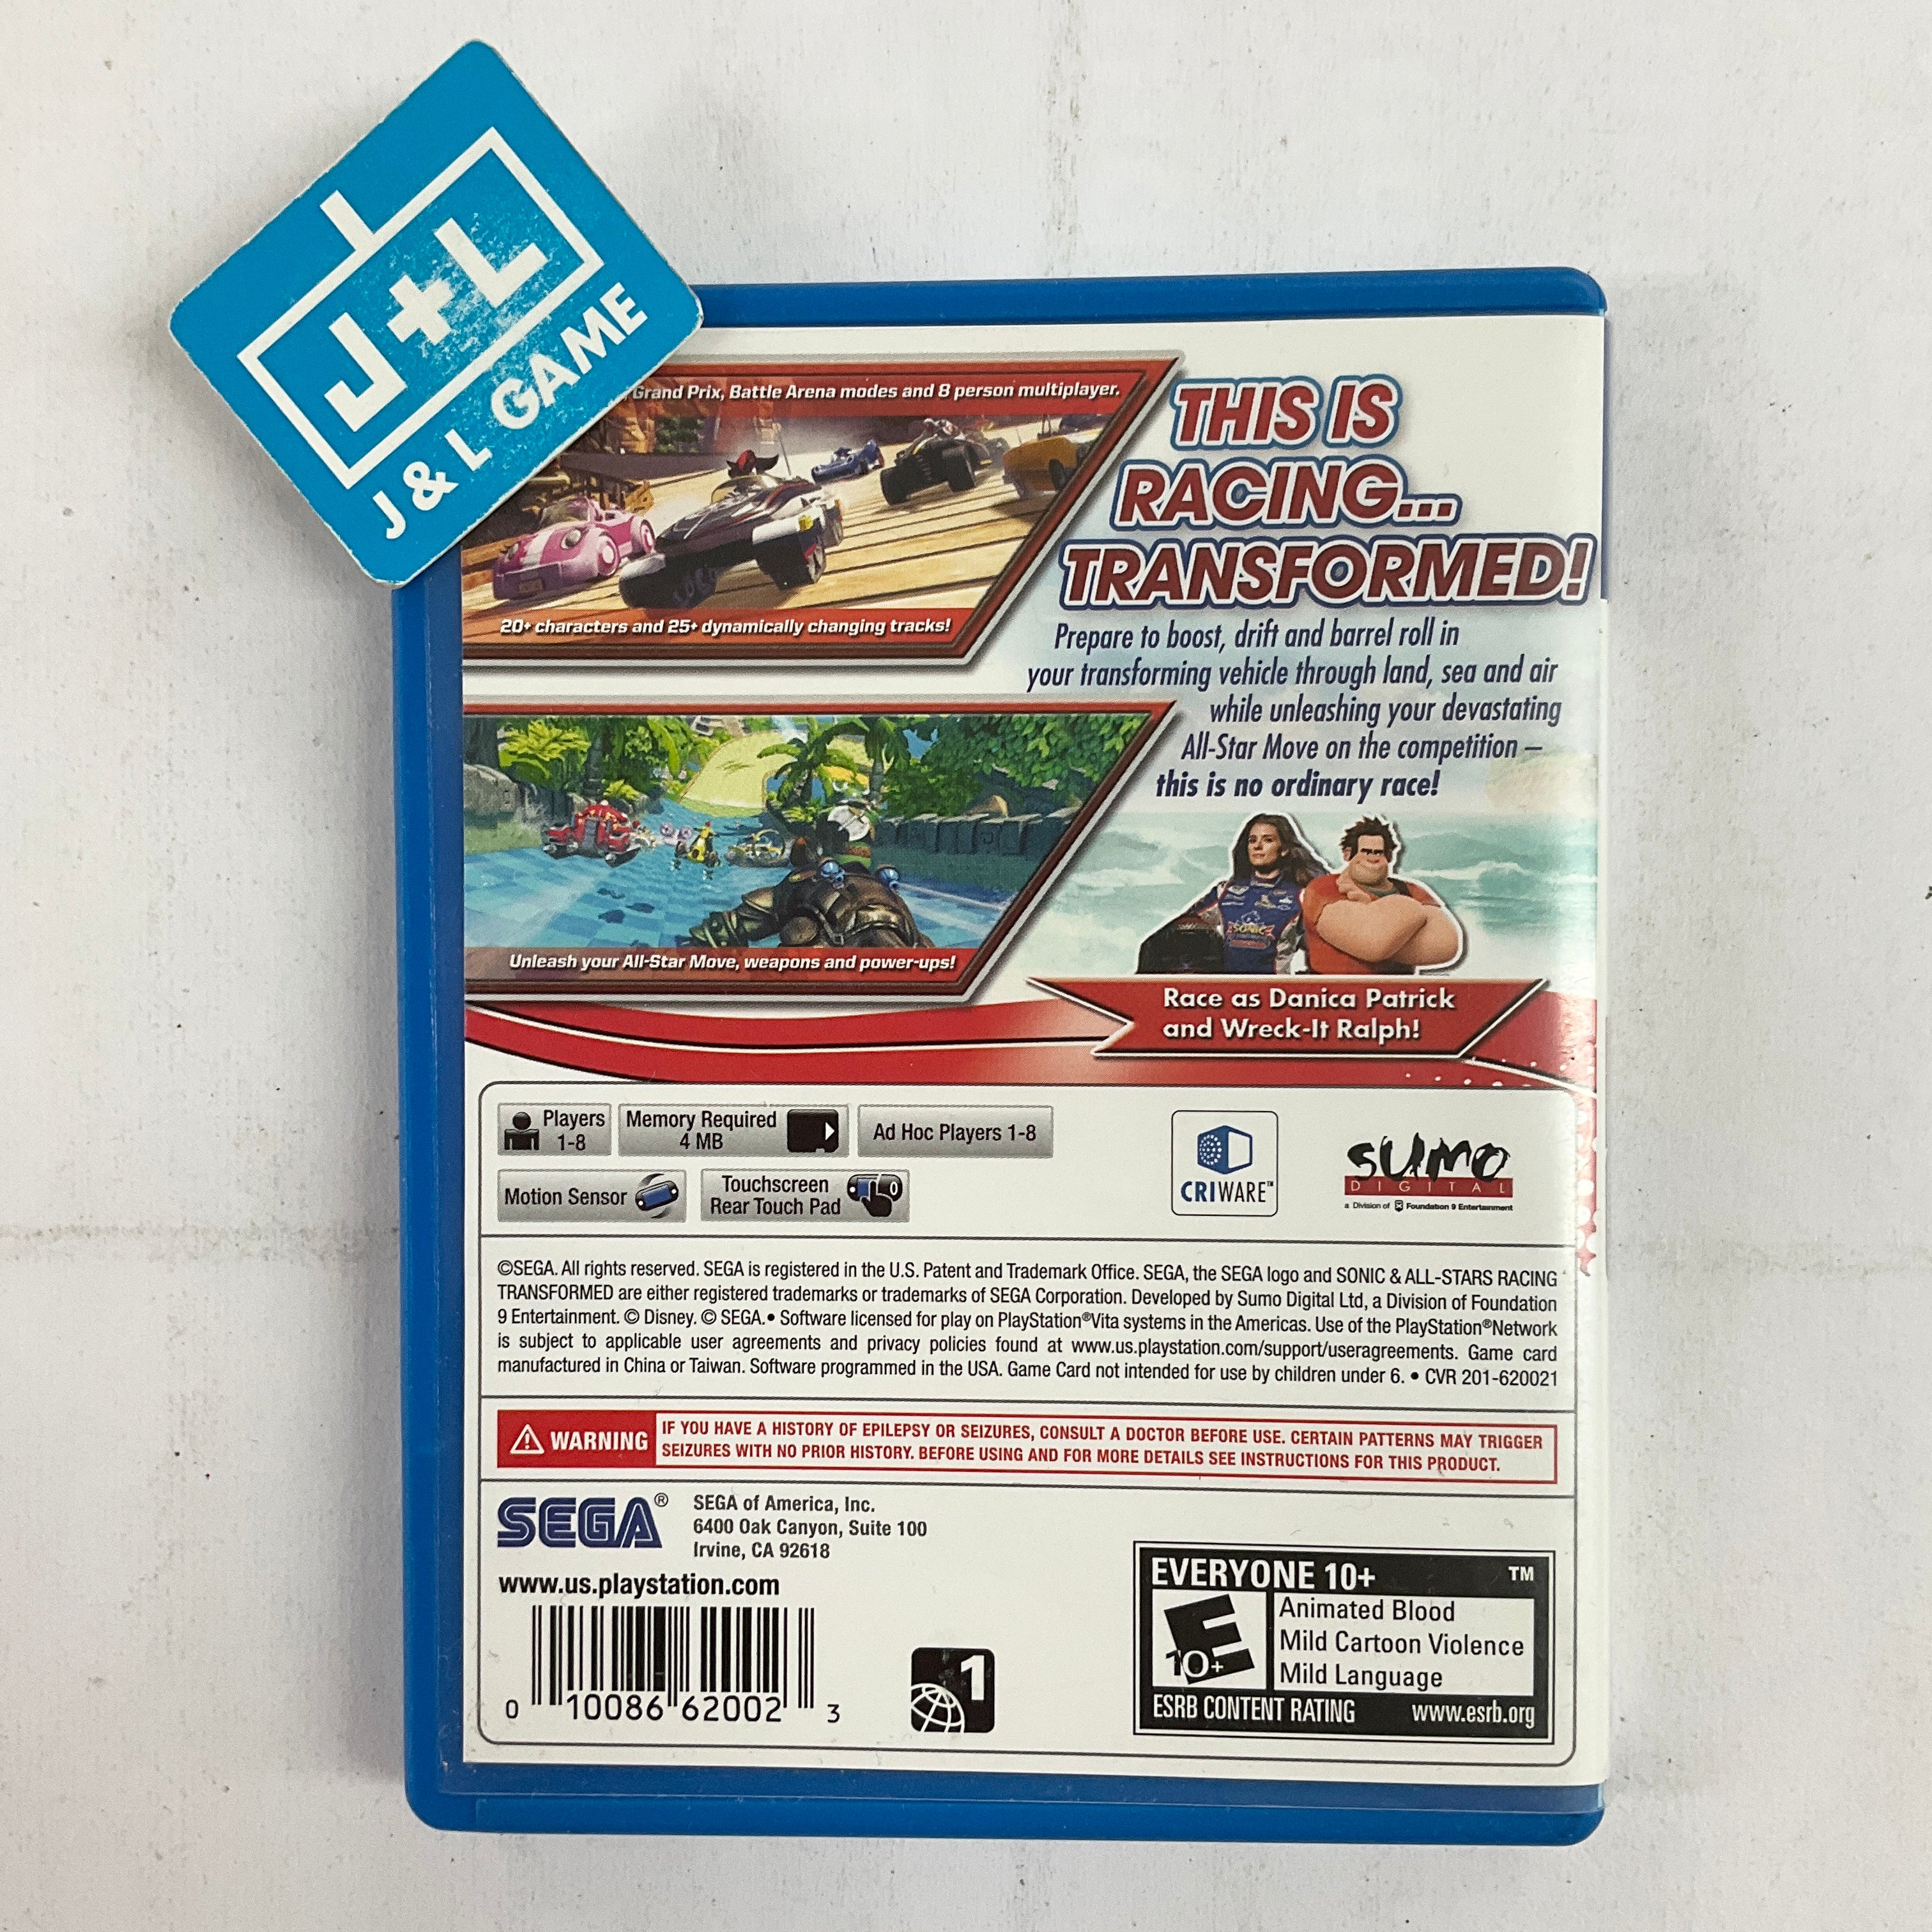 J+L
J & L GAME
Grand Prix, Battle Arena modes and 8 person multiplayer.
20+ characters and 25+ dynamically changing tracks!
THIS IS
RACING...
TRANSFORMED!
Prepare to boost, drift and barrel roll in
your transforming vehicle through land, sea and air
while unleashing your devastating
All-Star Move on the competition –
this is no ordinary race!
Unleash your All-Star Move, weapons and power-ups!
SONIC
Race as Danica Patrick
and Wreck-It Ralph!
Players
1-8
Memory Required
4 MB
Ad Hoc Players 1-8
Motion Sensor
Touchscreen
Rear Touch Pad
CRIWARE™
SUMO
DIGITAL
a Division of Foundation 9 Entertainment
©SEGA. All rights reserved. SEGA is registered in the U.S. Patent and Trademark Office. SEGA, the SEGA logo and SONIC & ALL-STARS RACING
TRANSFORMED are either registered trademarks or trademarks of SEGA Corporation. Developed by Sumo Digital Ltd, a Division of Foundation
9 Entertainment. © Disney. © SEGA. • Software licensed for play on PlayStation®Vita systems in the Americas. Use of the PlayStation®Network
is subject to applicable user agreements and privacy policies found at www.us.playstation.com/support/useragreements. Game card
manufactured in China or Taiwan. Software programmed in the USA. Game Card not intended for use by children under 6. • CVR 201-620021
WARNING
IF YOU HAVE A HISTORY OF EPILEPSY OR SEIZURES, CONSULT A DOCTOR BEFORE USE. CERTAIN PATTERNS MAY TRIGGER
SEIZURES WITH NO PRIOR HISTORY. BEFORE USING AND FOR MORE DETAILS SEE INSTRUCTIONS FOR THIS PRODUCT.
SEGA®
SEGA of America, Inc.
6400 Oak Canyon, Suite 100
Irvine, CA 92618
www.us.playstation.com
0 10086 62002 3
1
EVERYONE 10+ ™
E
10+
Animated Blood
Mild Cartoon Violence
Mild Language
ESRB CONTENT RATING www.esrb.org